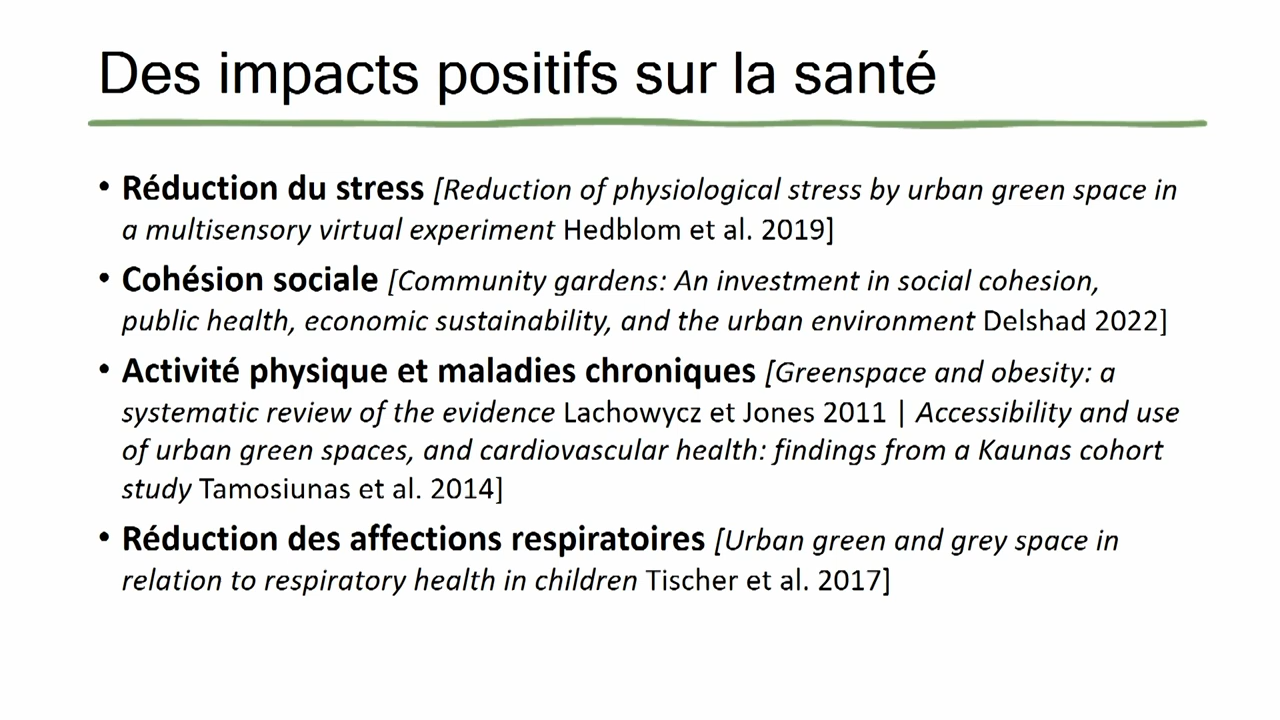 Des impacts positifs sur la santé
• Réduction du stress [Reduction of physiological stress by urban green space in
a multisensory virtual experiment Hedblom et al. 2019]
• Cohésion sociale [Community gardens: An investment in social cohesion,
public health, economic sustainability, and the urban environment Delshad 2022]
• Activité physique et maladies chroniques [Greenspace and obesity: a
systematic review of the evidence Lachowycz et Jones 2011 | Accessibility and use
of urban green spaces, and cardiovascular health: findings from a Kaunas cohort
study Tamosiunas et al. 2014]
• Réduction des affections respiratoires [Urban green and grey space in
relation to respiratory health in children Tischer et al. 2017]